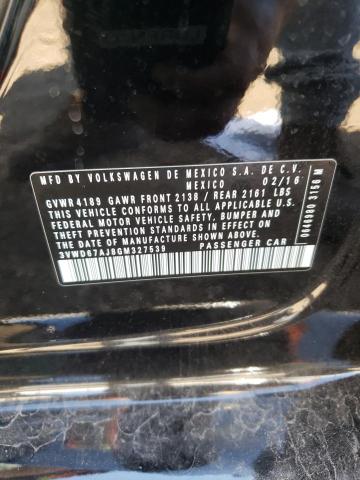 MFD BY VOLKSWAGEN DE MEXICO S.A. DE C.V.
MEXICO 02/16
GVWR 4189 GAWR FRONT 2138 / REAR 2161 LBS
THIS VEHICLE CONFORMS TO ALL APPLICABLE U.S.
FEDERAL MOTOR VEHICLE SAFETY, BUMPER AND
THEFT PREVENTION STANDARDS IN EFFECT ON THE
DATE OF MANUFACTURE SHOWN ABOVE.
3VWD67AJ8GM327539 PASSENGER CAR
3150 M